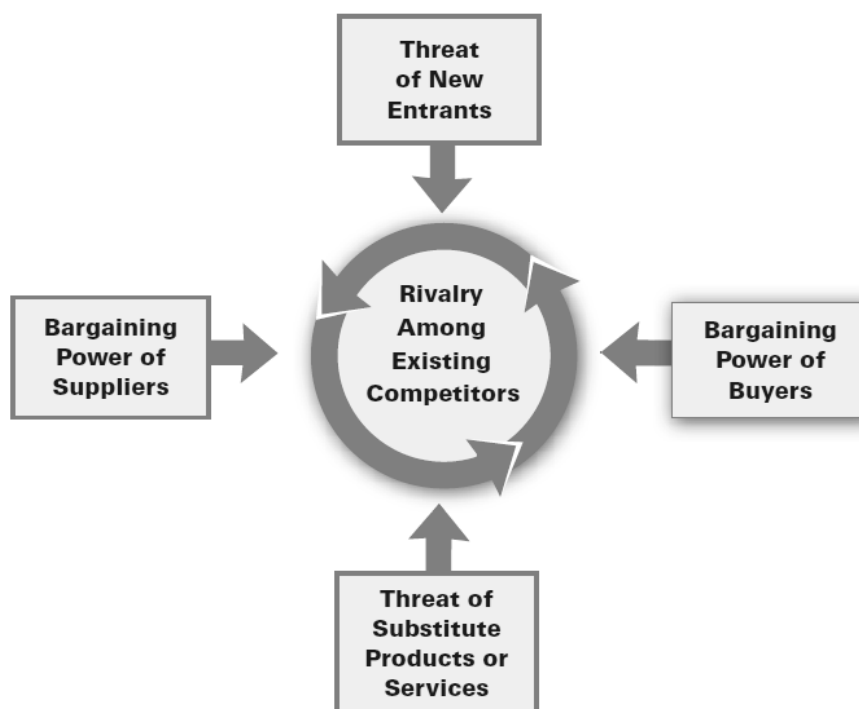 Threat
of New
Entrants
Bargaining
Power of
Suppliers
Rivalry
Among
Existing
Competitors
Bargaining
Power of
Buyers
Threat of
Substitute
Products or
Services